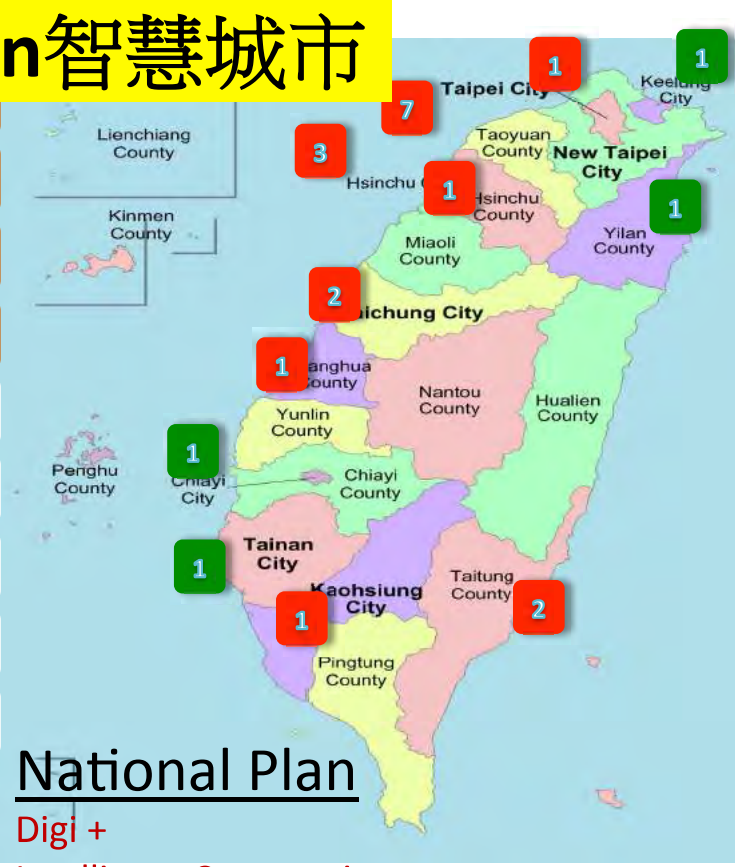 n智慧城市
1
1
Taipei City
Keelung
City
7
Lienchiang
County
3
Taoyuan
County
New Taipei
City
Hsinchu
1
Hsinchu
County
1
Kinmen
County
Yilan
County
Miaoli
County
2
aichung City
1
anghua
County
Nantou
County
Hualien
County
Yunlin
County
1
Penghu
County
Chiayi
City
Chiayi
County
Tainan
City
1
Kaohsiung
City
Taitung
County
2
1
Pingtung
County
National Plan
Digi +